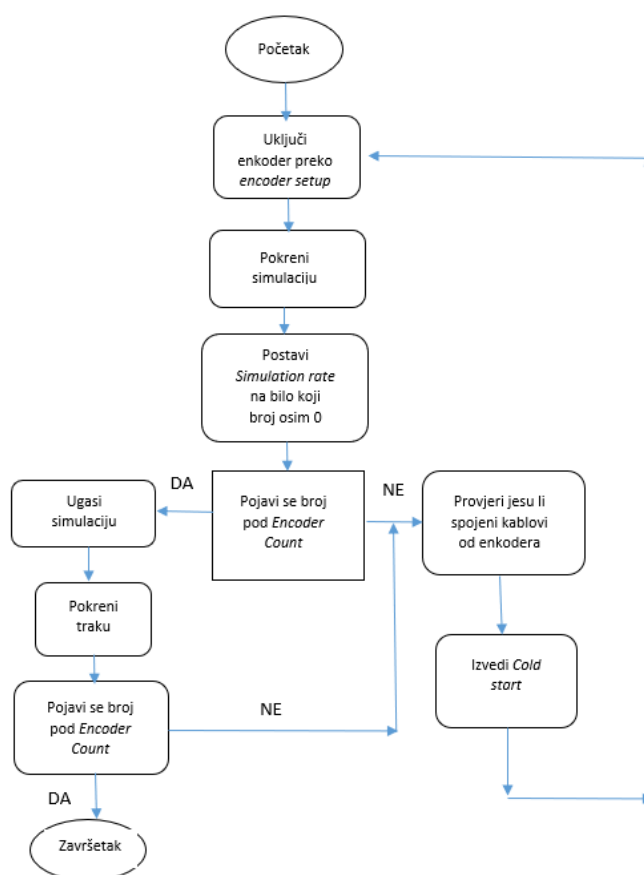 Početak
Uključi
enkoder preko
encoder setup
Pokreni
simulaciju
Postavi
Simulation rate
na bilo koji
broj osim 0
DA
Pojavi se broj
pod Encoder
Count
NE
Ugasi
simulaciju
Provjeri jesu li
spojeni kablovi
od enkodera
Pokreni
traku
Izvedi Cold
start
Pojavi se broj
pod Encoder
Count
NE
DA
Završetak